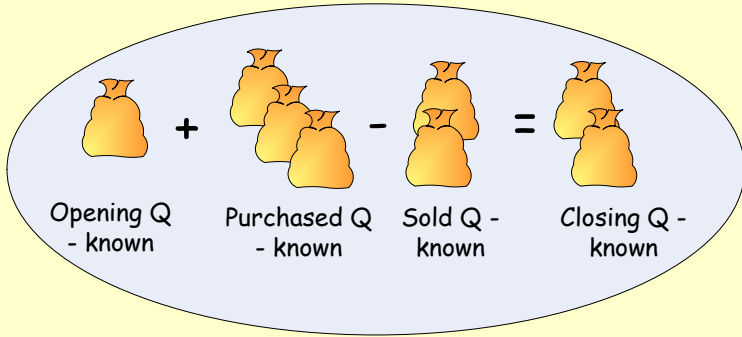 + - =
Opening Q
- known
Purchased Q
- known
Sold Q -
known
Closing Q -
known